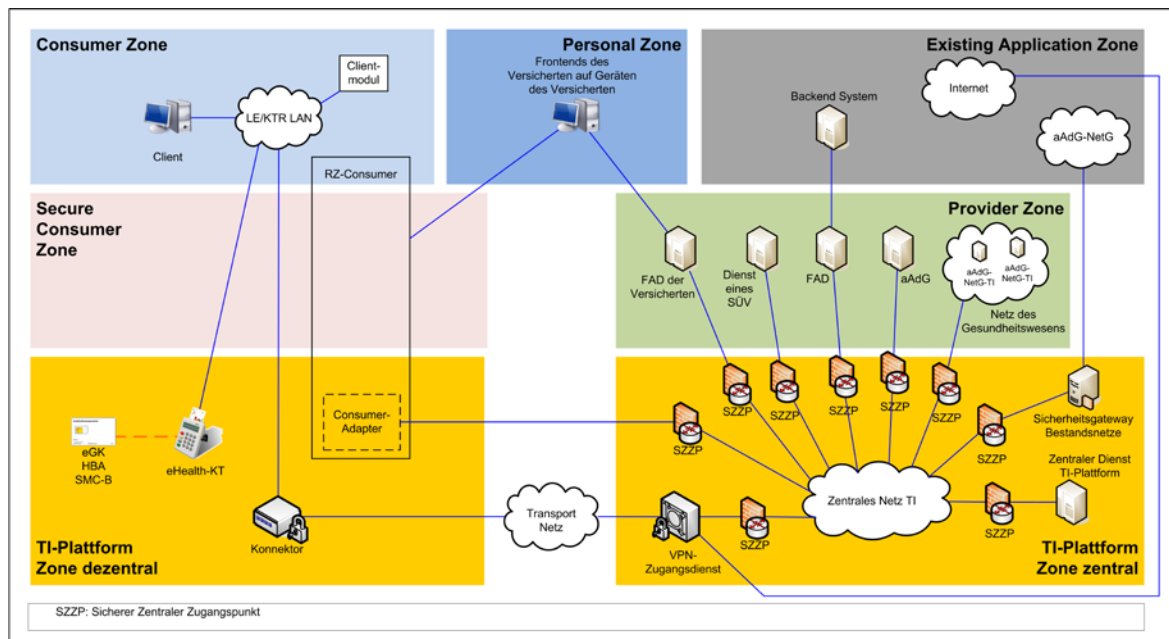 Consumer Zone
Client-
modul
LE/KTR LAN
Client
RZ-Consumer
Personal Zone
Frontends des
Versicherten auf Geräten
des Versicherten
Existing Application Zone
Internet
Backend System
aAdG-NetG
Secure
Consumer
Zone
Provider Zone
FAD der
Versicherten
Dienst
eines
SÜV
FAD
aAdG
aAdG-
NetG-TI
aAdG-
NetG-TI
Netz des
Gesundheitswesens
SZZP
SZZP
SZZP
SZZP
SZZP
Sicherheitsgateway
Bestandsnetze
Consumer-
Adapter
SZZP
SZZP
eGK
HBA
SMC-B
eHealth-KT
Zentraler Dienst
TI-Plattform
Transport
Netz
Zentrales Netz TI
Konnektor
SZZP
SZZP
VPN-
Zugangsdienst
TI-Plattform
Zone dezentral
TI-Plattform
Zone zentral
SZZP: Sicherer Zentraler Zugangspunkt